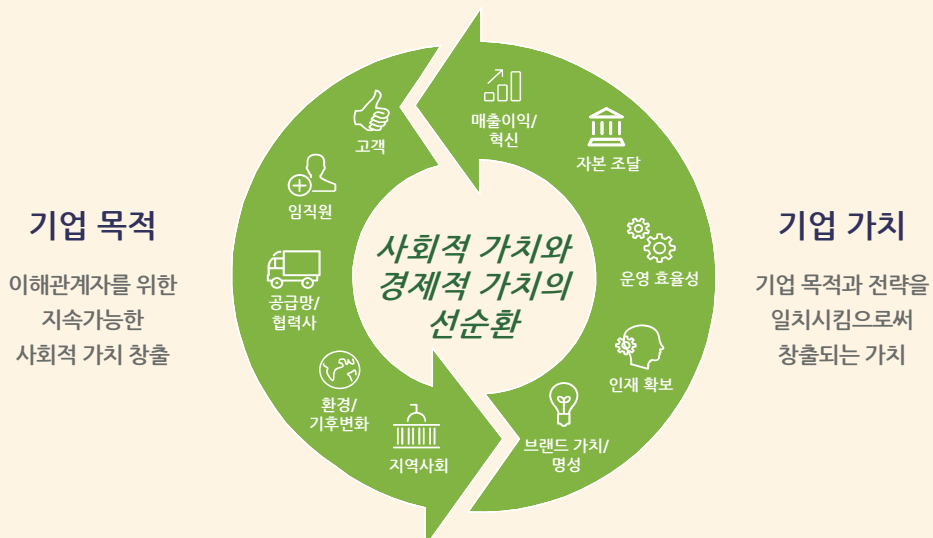 기업 목적
이해관계자를 위한
지속가능한
사회적 가치 창출
고객
임직원
공급망/
협력사
환경/
기후변화
지역사회
사회적 가치와
경제적 가치의
선순환
매출이익/
혁신
자본 조달
운영 효율성
인재 확보
브랜드 가치/
명성
기업 가치
기업 목적과 전략을
일치시킴으로써
창출되는 가치